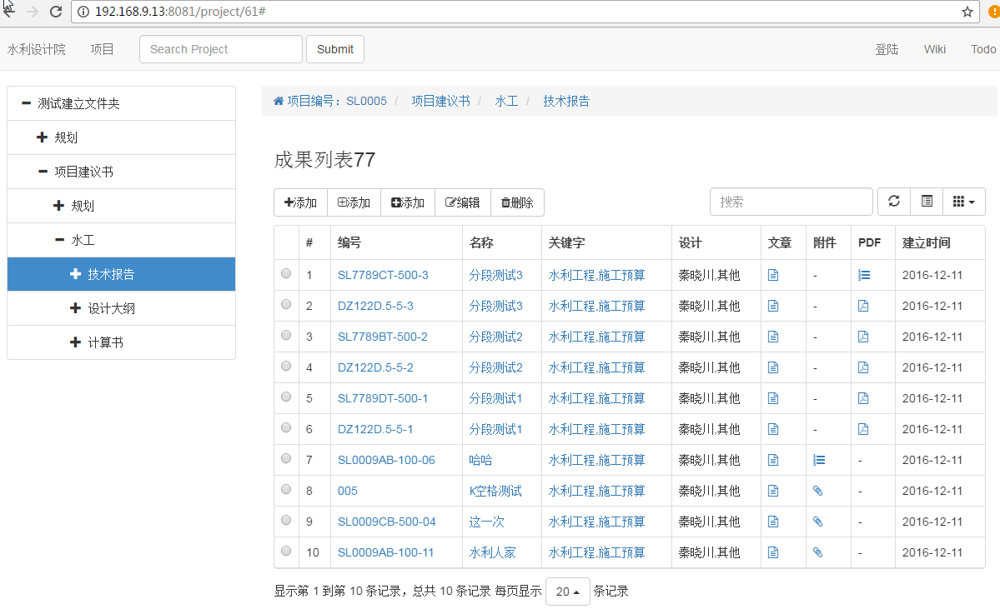 192.168.9.13:8081/project/61#
水利设计院 项目 Search Project Submit 登陆 Wiki Todo
测试建立文件夹
规划
项目建议书
规划
水工
技术报告
设计大纲
计算书
项目编号：SL0005 / 项目建议书 / 水工 / 技术报告
成果列表77
添加 添加 添加 编辑 删除 搜索
# 编号 名称 关键字 设计 文章 附件 PDF 建立时间
1 SL7789CT-500-3 分段测试3 水利工程,施工预算 秦晓川,其他 - 2016-12-11
2 DZ122D.5-5-3 分段测试3 水利工程,施工预算 秦晓川,其他 - 2016-12-11
3 SL7789BT-500-2 分段测试2 水利工程,施工预算 秦晓川,其他 - 2016-12-11
4 DZ122D.5-5-2 分段测试2 水利工程,施工预算 秦晓川,其他 - 2016-12-11
5 SL7789DT-500-1 分段测试1 水利工程,施工预算 秦晓川,其他 - 2016-12-11
6 DZ122D.5-5-1 分段测试1 水利工程,施工预算 秦晓川,其他 - 2016-12-11
7 SL0009AB-100-06 哈哈 水利工程,施工预算 秦晓川,其他 - 2016-12-11
8 005 k空格测试 水利工程,施工预算 秦晓川,其他 - 2016-12-11
9 SL0009CB-500-04 这一次 水利工程,施工预算 秦晓川,其他 - 2016-12-11
10 SL0009AB-100-11 水利人家 水利工程,施工预算 秦晓川,其他 - 2016-12-11
显示第 1 到第 10 条记录，总共 10 条记录 每页显示 20 条记录